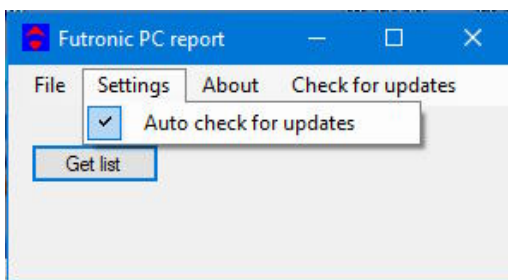 Futronic PC report
File Settings About Check for updates
Auto check for updates
Get list